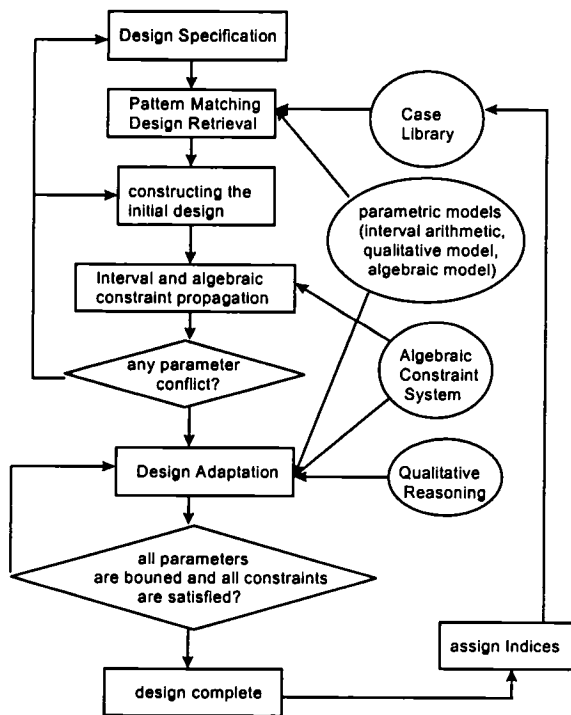 Design Specification
Pattern Matching
Design Retrieval
Case
Library
constructing the
initial design
parametric models
(interval arithmetic,
qualitative model,
algebraic model)
Interval and algebraic
constraint propagation
any parameter
conflict?
Algebraic
Constraint
System
Design Adaptation
Qualitative
Reasoning
all parameters
are bouned and all constraints
are satisfied?
assign Indices
design complete